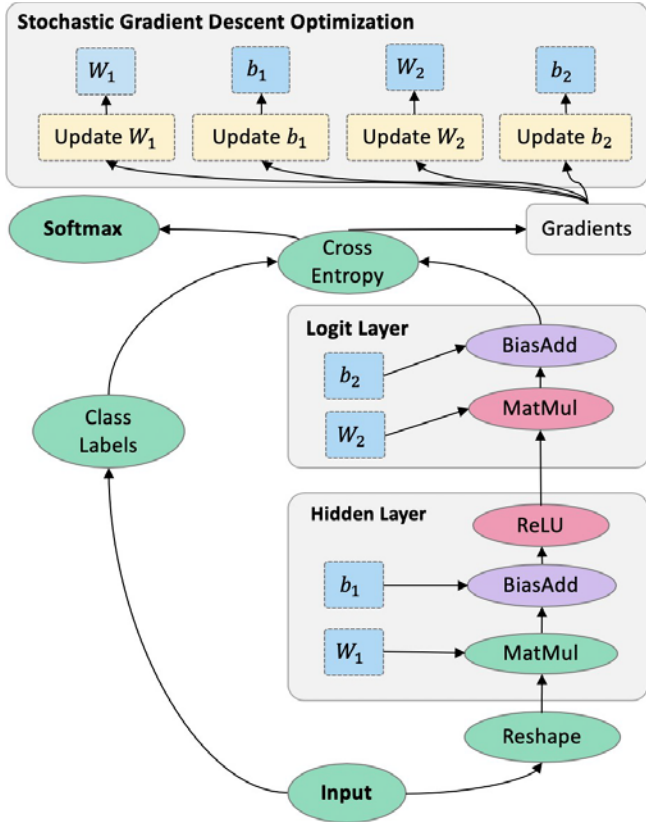 Stochastic Gradient Descent Optimization
W₁ b₁ W₂ b₂
Update W₁ Update b₁ Update W₂ Update b₂
Softmax
Cross
Entropy
Gradients
Logit Layer
BiasAdd
b₂
MatMul
W₂
Class
Labels
Hidden Layer
ReLU
b₁
BiasAdd
W₁
MatMul
Reshape
Input